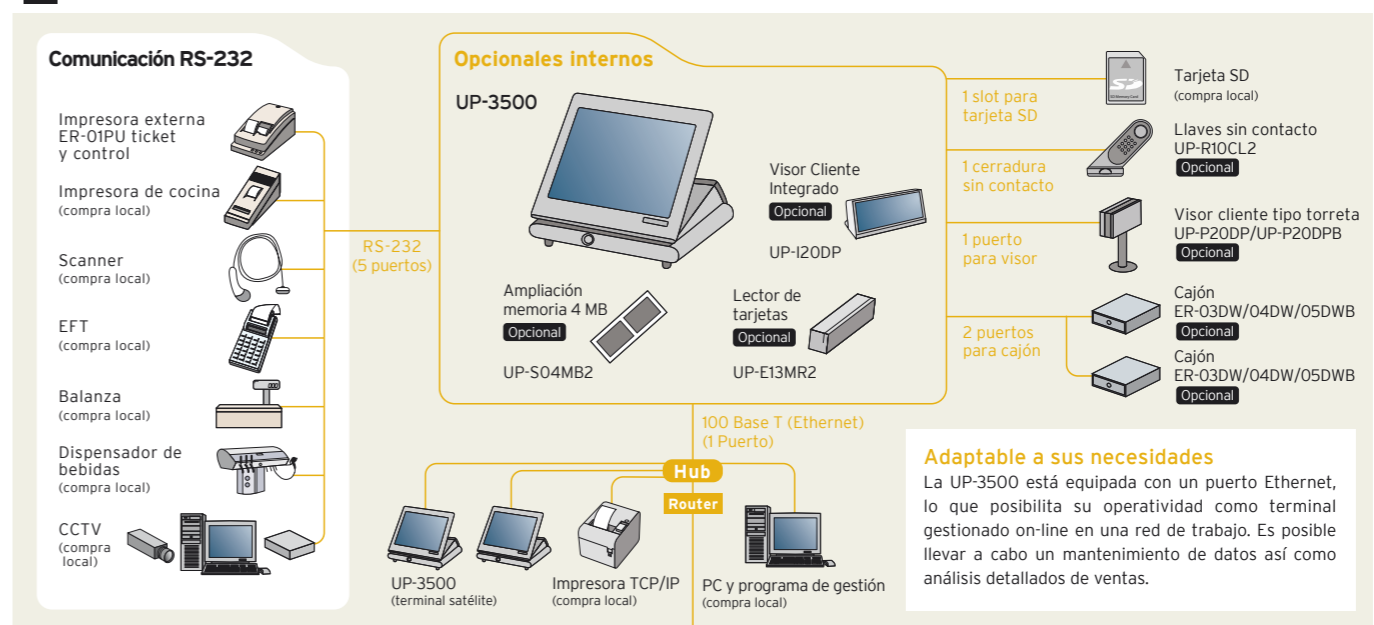 Comunicación RS-232
Impresora externa
ER-01PU ticket
y control
Impresora de cocina
(compra local)
Scanner
(compra local)
EFT
(compra local)
Balanza
(compra local)
Dispensador de
bebidas
(compra local)
CCTV
(compra
local)
RS-232
(5 puertos)
Opcionales internos
UP-3500
Visor Cliente
Integrado
Opcional
UP-I20DP
Ampliación
memoria 4 MB
Opcional
UP-S04MB2
Lector de
tarjetas
Opcional
UP-E13MR2
1 slot para
tarjeta SD
Tarjeta SD
(compra local)
1 cerradura
sin contacto
Llaves sin contacto
UP-R10CL2
Opcional
1 puerto
para visor
Visor cliente tipo torreta
UP-P20DP/UP-P20DPB
Opcional
2 puertos
para cajón
Cajón
ER-03DW/04DW/05DWB
Opcional
Cajón
ER-03DW/04DW/05DWB
Opcional
100 Base T (Ethernet)
(1 Puerto)
Hub
Router
UP-3500
(terminal satélite)
Impresora TCP/IP
(compra local)
PC y programa de gestión
(compra local)
Adaptable a sus necesidades
La UP-3500 está equipada con un puerto Ethernet,
lo que posibilita su operatividad como terminal
gestionado on-line en una red de trabajo. Es posible
llevar a cabo un mantenimiento de datos así como
análisis detallados de ventas.